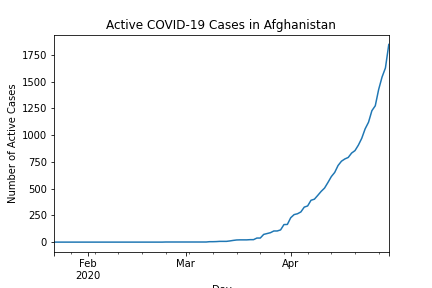 Active COVID-19 Cases in Afghanistan
1750
1500
1250
1000
750
500
250
0
Number of Active Cases
Feb
2020
Mar
Apr